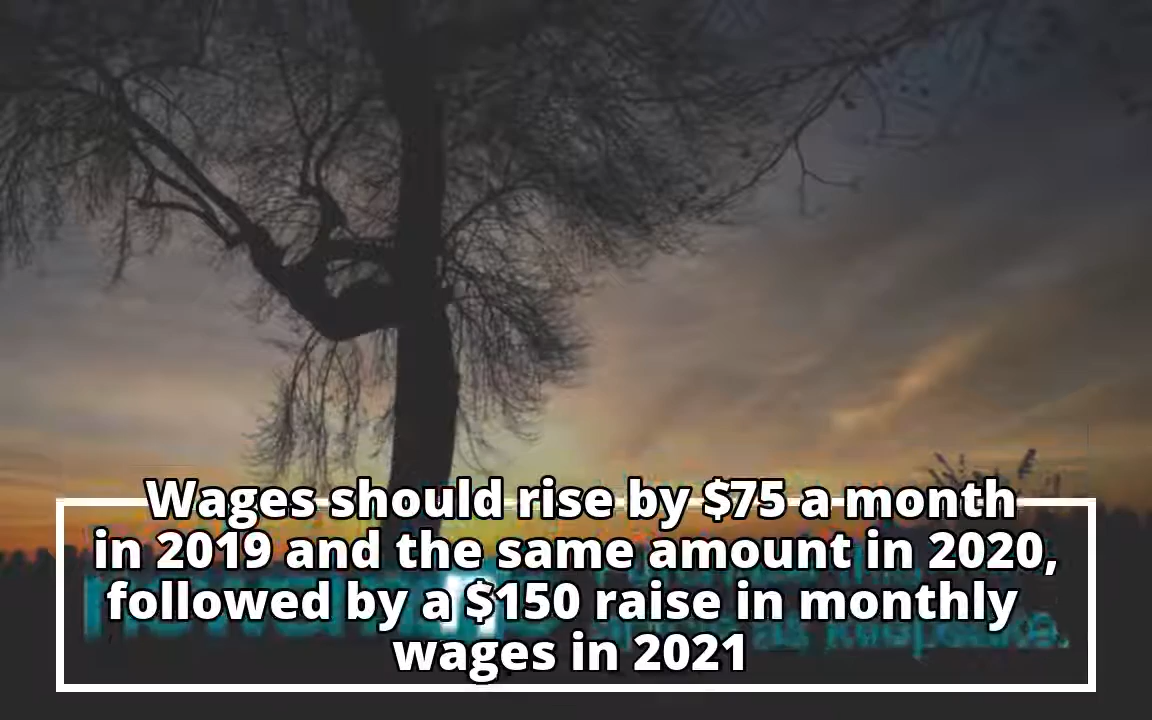 Wages should rise by $75 a month
in 2019 and the same amount in 2020,
followed by a $150 raise in monthly
wages in 2021